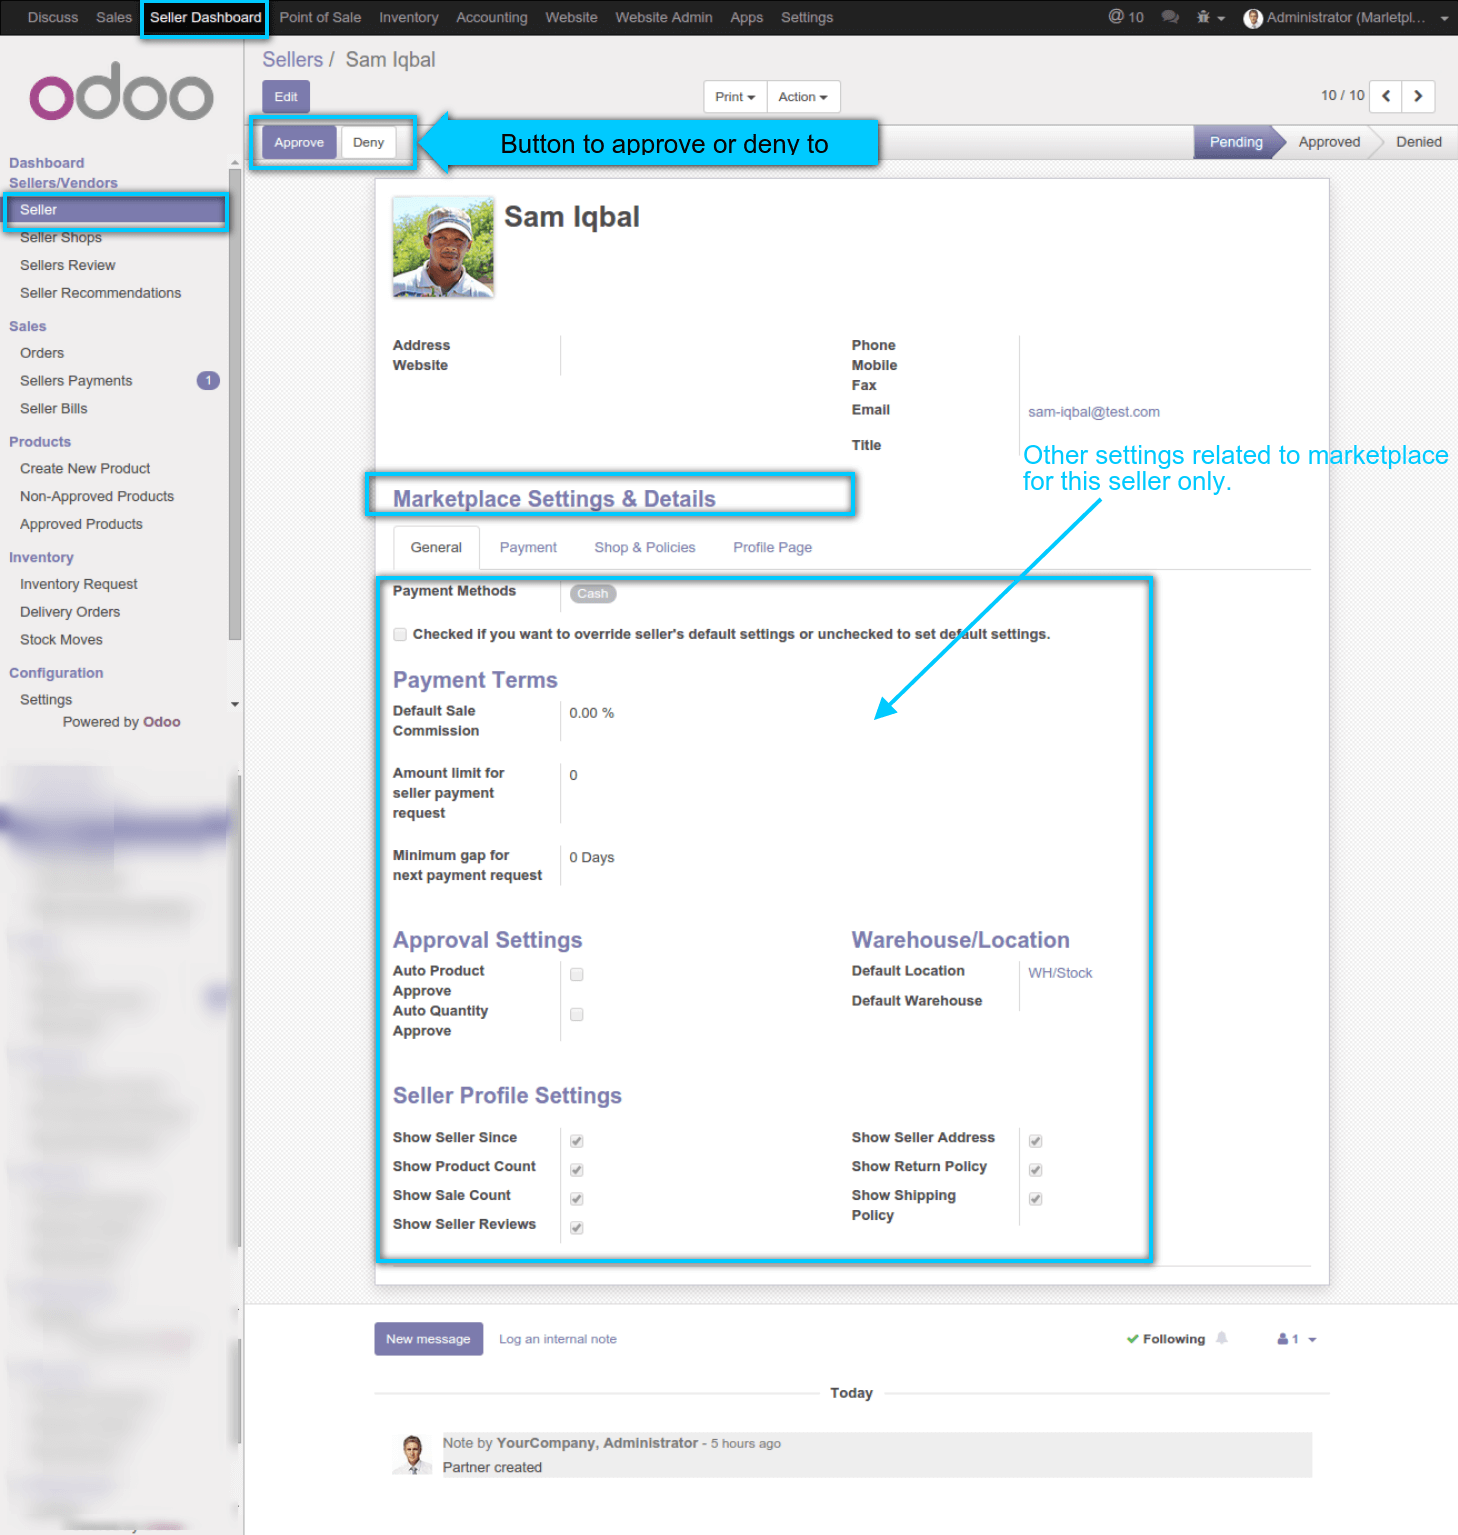 Discuss Sales Seller Dashboard Point of Sale Inventory Accounting Website Website Admin Apps Settings @ 10 Administrator (Marletpl...
odoo
Dashboard
Sellers/Vendors
Seller
Seller Shops
Sellers Review
Seller Recommendations
Sales
Orders
Sellers Payments 1
Seller Bills
Products
Create New Product
Non-Approved Products
Approved Products
Inventory
Inventory Request
Delivery Orders
Stock Moves
Configuration
Settings
Powered by Odoo
Sellers / Sam Iqbal
Edit Print Action 10 / 10
Approve Deny Button to approve or deny to Pending Approved Denied
Sam Iqbal
Address
Website
Phone
Mobile
Fax
Email sam-iqbal@test.com
Title
Other settings related to marketplace
for this seller only.
Marketplace Settings & Details
General Payment Shop & Policies Profile Page
Payment Methods Cash
Checked if you want to override seller's default settings or unchecked to set default settings.
Payment Terms
Default Sale 0.00 %
Commission
Amount limit for 0
seller payment
request
Minimum gap for 0 Days
next payment request
Approval Settings
Auto Product
Approve
Auto Quantity
Approve
Warehouse/Location
Default Location WH/Stock
Default Warehouse
Seller Profile Settings
Show Seller Since
Show Product Count
Show Sale Count
Show Seller Reviews
Show Seller Address
Show Return Policy
Show Shipping
Policy
New message Log an internal note Following 1
Today
Note by YourCompany, Administrator - 5 hours ago
Partner created